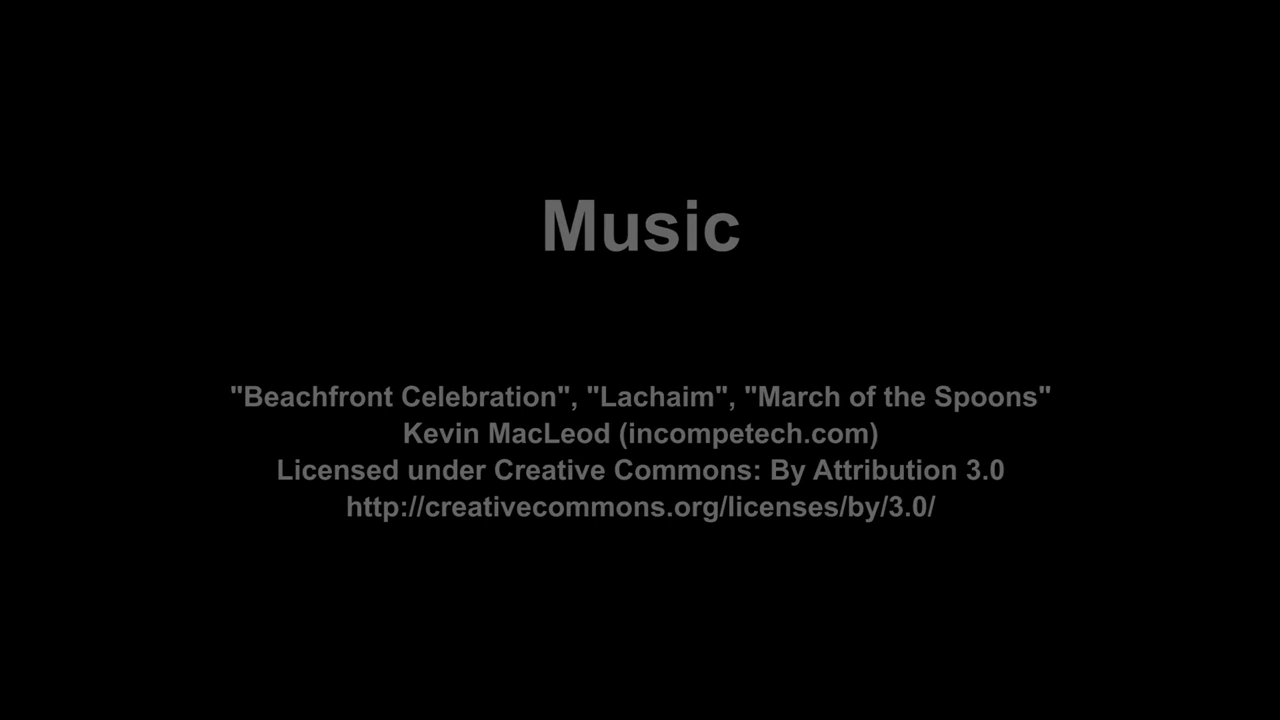 Music
"Beachfront Celebration", "Lachaim", "March of the Spoons"
Kevin MacLeod (incompetech.com)
Licensed under Creative Commons: By Attribution 3.0
http://creativecommons.org/licenses/by/3.0/